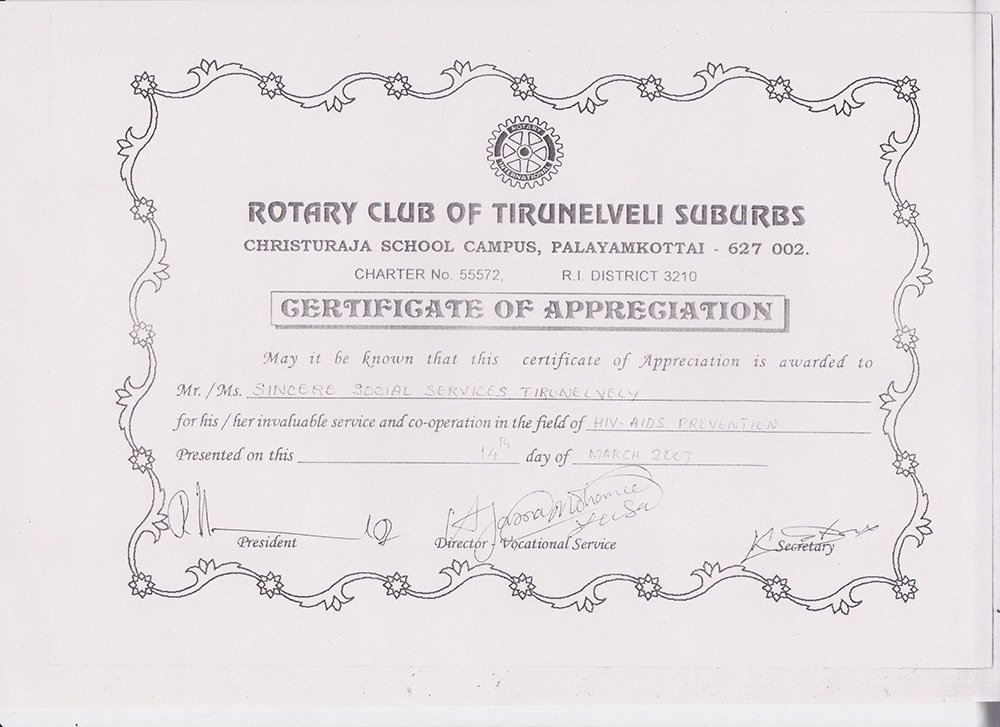 ROTARY
INTERNATIONAL
ROTARY CLUB OF TIRUNELVELI SUBURBS
CHRISTURAJA SCHOOL CAMPUS, PALAYAMKOTTAI - 627 002.
CHARTER No. 55572, R.I. DISTRICT 3210
CERTIFICATE OF APPRECIATION
May it be known that this certificate of Appreciation is awarded to
Mr. / Ms. SINCERE SOCIAL SERVICES TIRUNELVELY
for his / her invaluable service and co-operation in the field of HIV-AIDS PREVENTION
Presented on this 14th day of MARCH 2007
President Director - Vocational Service Secretary